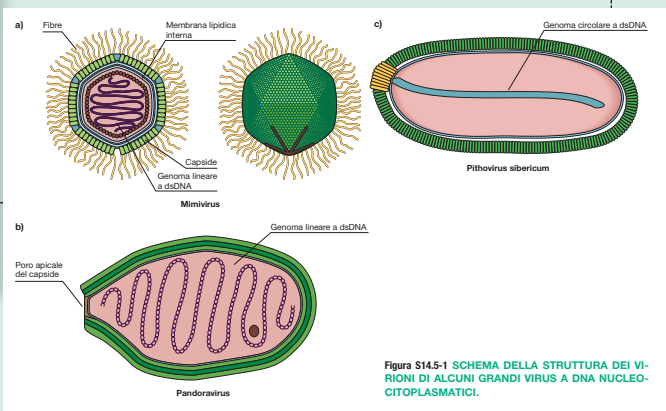 a)
Fibre
Membrana lipidica
interna
Capside
Genoma lineare
a dsDNA
Mimivirus
c)
Genoma circolare a dsDNA
Pithovirus sibericum
b)
Genoma lineare a dsDNA
Poro apicale
del capside
Pandoravirus
Figura S14.5-1 SCHEMA DELLA STRUTTURA DEI VI-
RIONI DI ALCUNI GRANDI VIRUS A DNA NUCLEO-
CITOPLASMATICI.